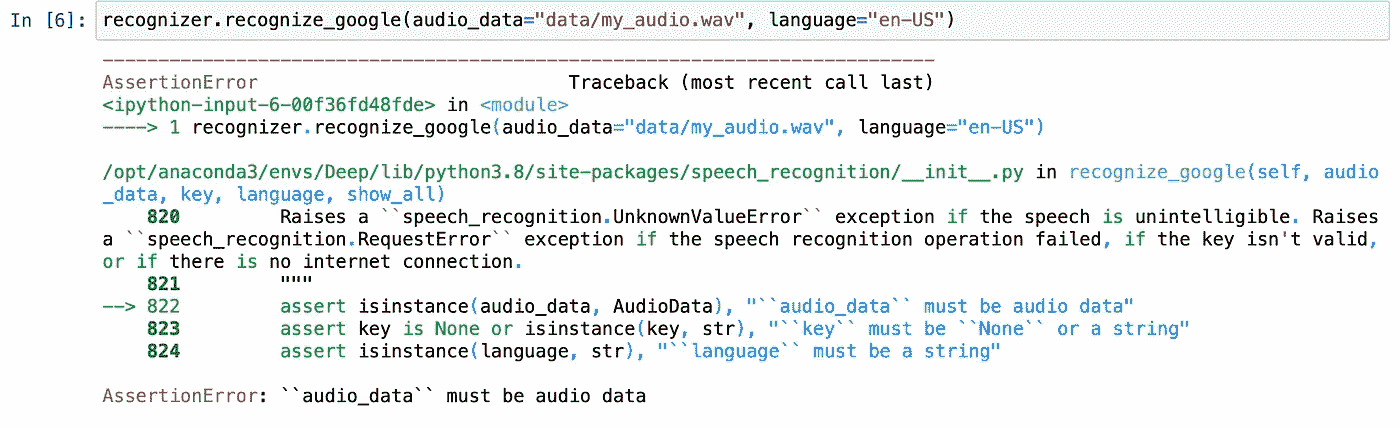 In [6]: recognizer.recognize_google(audio_data="data/my_audio.wav", language="en-US")
---------------------------------------------------------------------------
AssertionError                            Traceback (most recent call last)
<ipython-input-6-00f36fd48fde> in <module>
----> 1 recognizer.recognize_google(audio_data="data/my_audio.wav", language="en-US")
/opt/anaconda3/envs/Deep/lib/python3.8/site-packages/speech_recognition/__init__.py in recognize_google(self, audio
_data, key, language, show_all)
    820         Raises a ``speech_recognition.UnknownValueError`` exception if the speech is unintelligible. Raises
a ``speech_recognition.RequestError`` exception if the speech recognition operation failed, if the key isn't valid,
or if there is no internet connection.
    821         """
--> 822         assert isinstance(audio_data, AudioData), "``audio_data`` must be audio data"
    823         assert key is None or isinstance(key, str), "``key`` must be ``None`` or a string"
    824         assert isinstance(language, str), "``language`` must be a string"
AssertionError: ``audio_data`` must be audio data